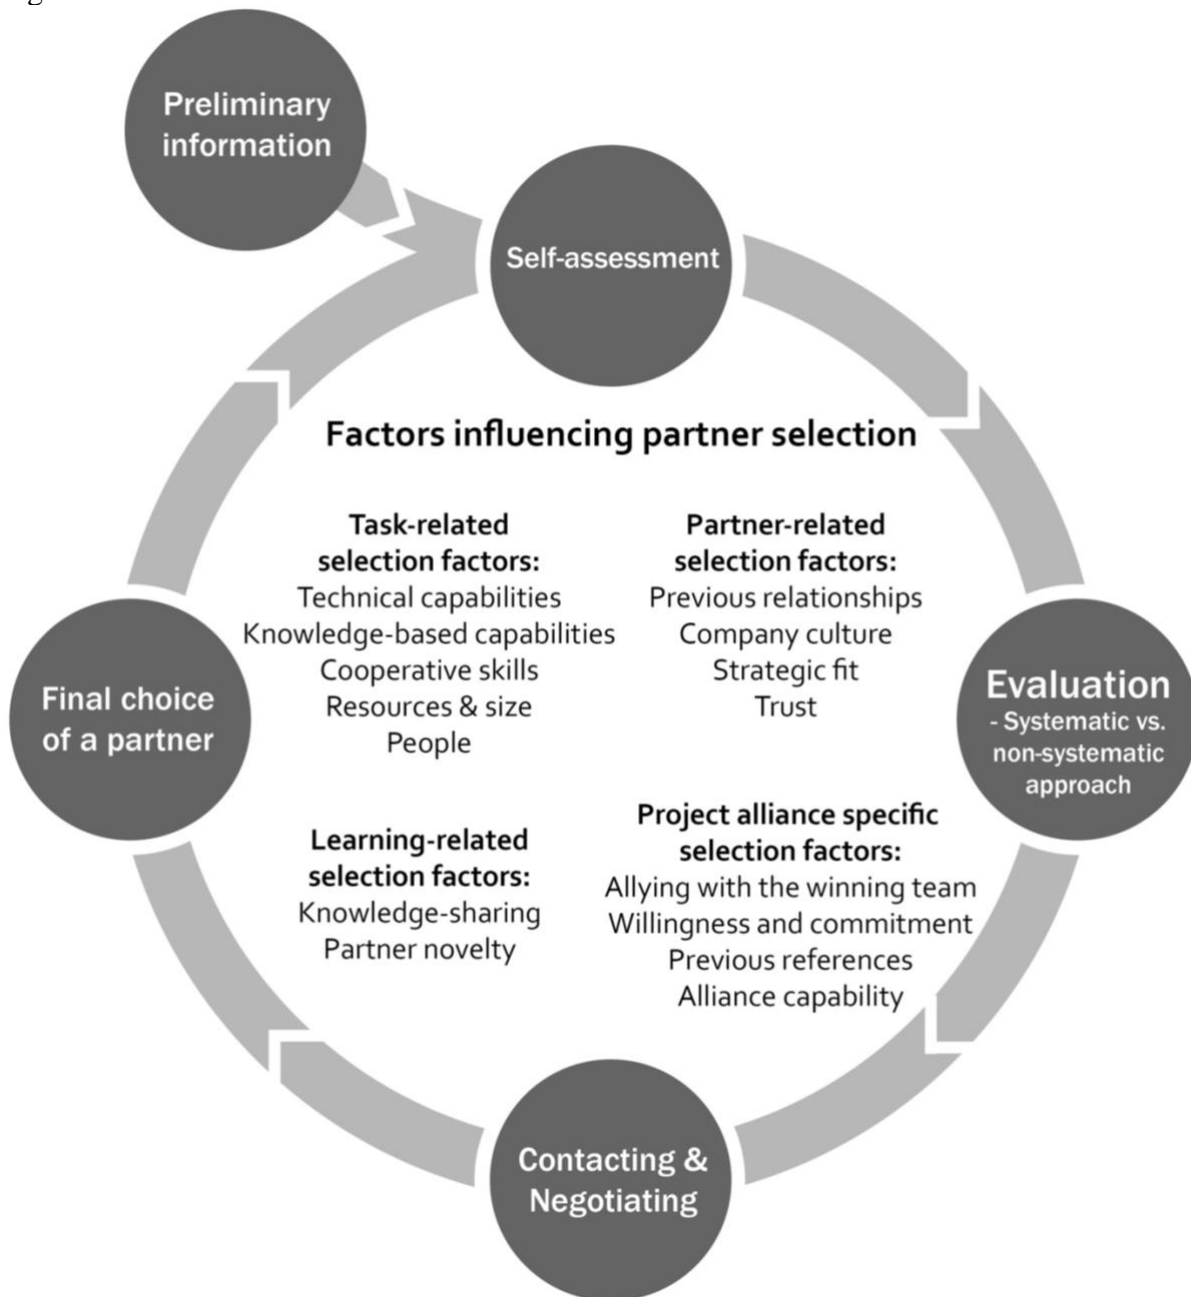 Preliminary
information
Self-assessment
Factors influencing partner selection
Task-related
selection factors:
Technical capabilities
Knowledge-based capabilities
Cooperative skills
Resources & size
People
Partner-related
selection factors:
Previous relationships
Company culture
Strategic fit
Trust
Final choice
of a partner
Evaluation
- Systematic vs.
non-systematic
approach
Learning-related
selection factors:
Knowledge-sharing
Partner novelty
Project alliance specific
selection factors:
Allying with the winning team
Willingness and commitment
Previous references
Alliance capability
Contacting &
Negotiating